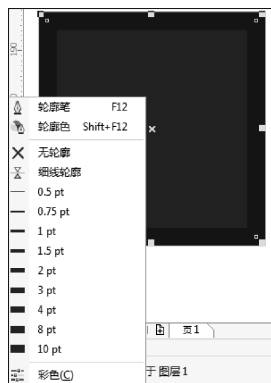 190
轮廓笔 F12
轮廓色 Shift+F12
无轮廓
细线轮廓
0.5 pt
0.75 pt
1 pt
1.5 pt
2 pt
3 pt
4 pt
8 pt
页1
10 pt
彩色(C)
于 图层1